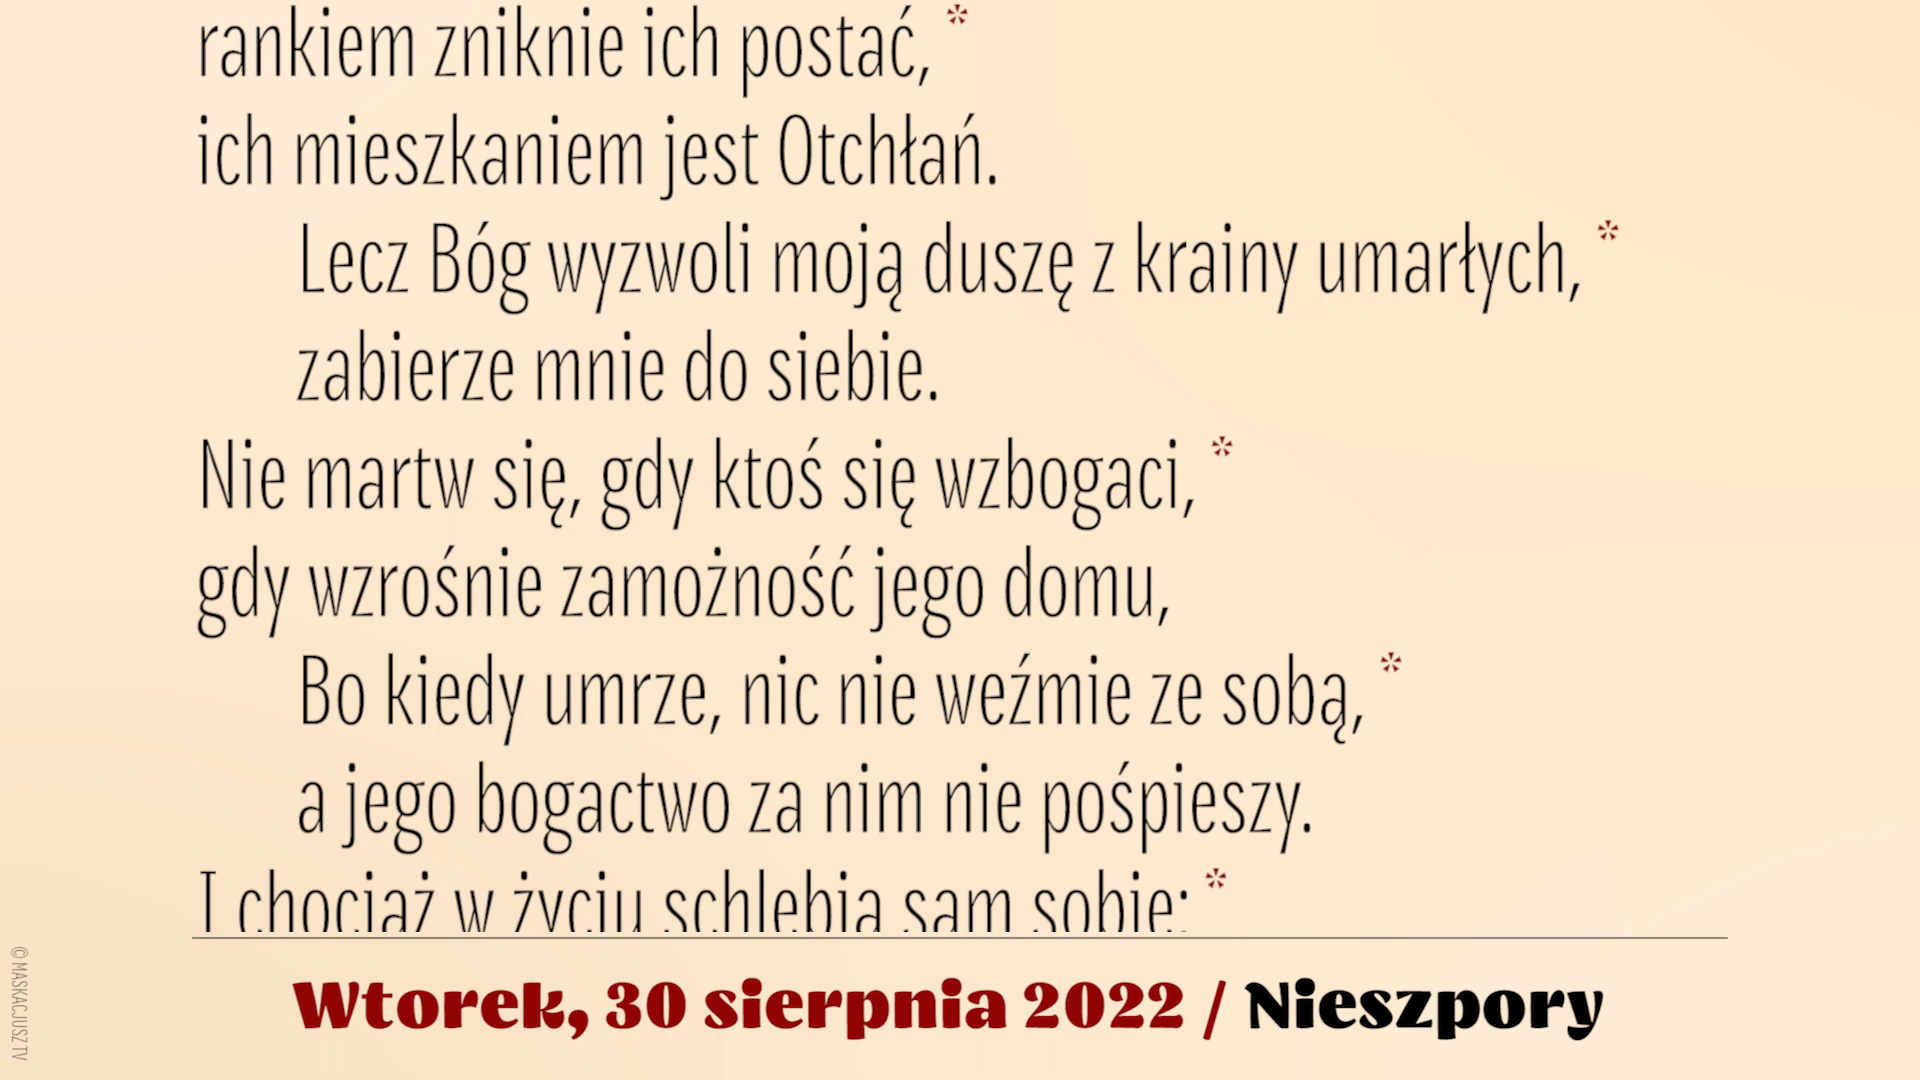 rankiem zniknie ich postać, *
ich mieszkaniem jest Otchłań.
Lecz Bóg wyzwoli moją duszę z krainy umarłych, *
zabierze mnie do siebie.
Nie martw się, gdy ktoś się wzbogaci, *
gdy wzrośnie zamożność jego domu,
Bo kiedy umrze, nic nie weźmie ze sobą, *
a jego bogactwo za nim nie pośpieszy.
I chociaż w życiu schlebia sam sobie: *
Wtorek, 30 sierpnia 2022 / Nieszpory
© MASKACJUSZ TV